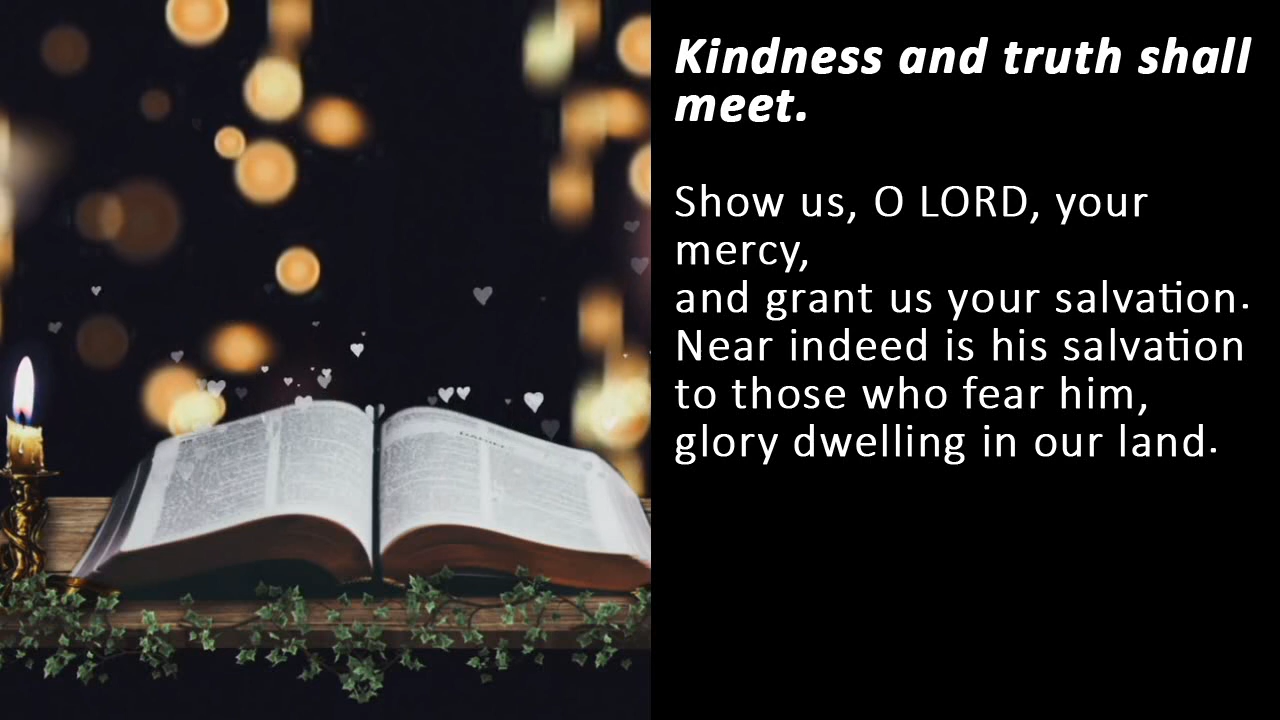 Kindness and truth shall
meet.
Show us, O LORD, your
mercy,
and grant us your salvation.
Near indeed is his salvation
to those who fear him,
glory dwelling in our land.